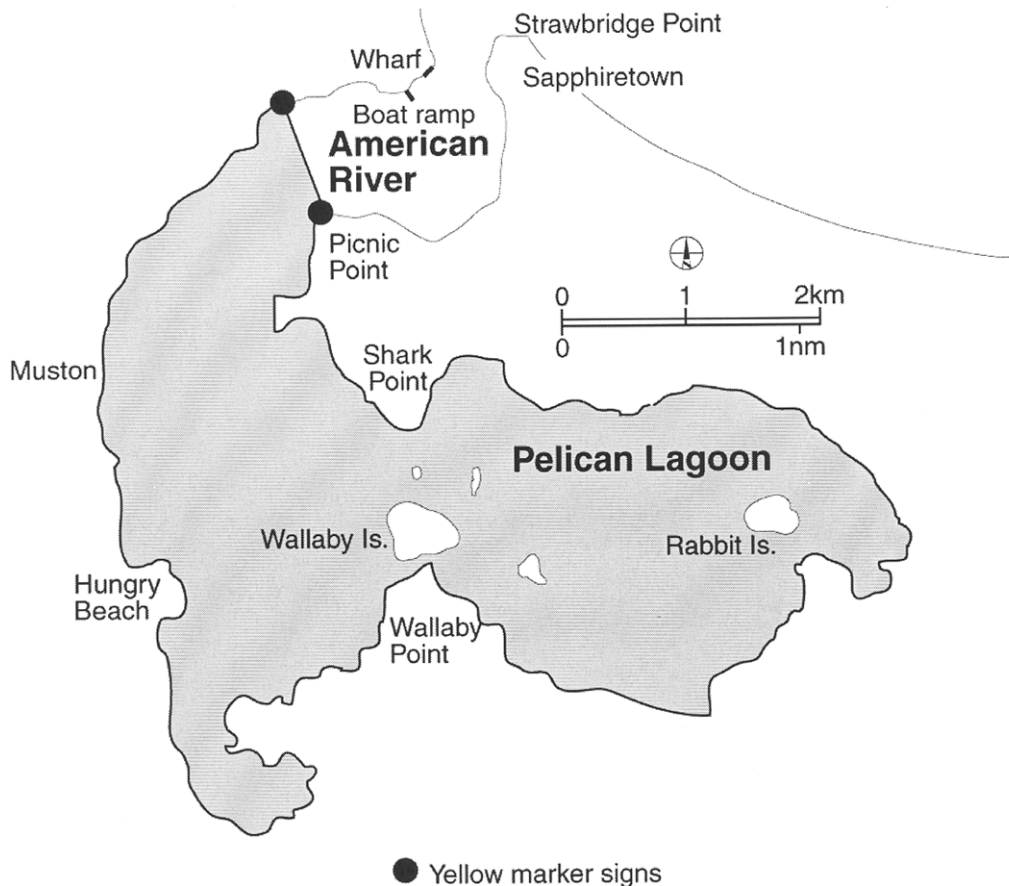 Strawbridge Point
Wharf
Sapphiretown
Boat ramp
American
River
Picnic
Point
N
0 1 2km
0 1nm
Shark
Point
Muston
Pelican Lagoon
Wallaby Is.
Rabbit Is.
Hungry
Beach
Wallaby
Point
Yellow marker signs